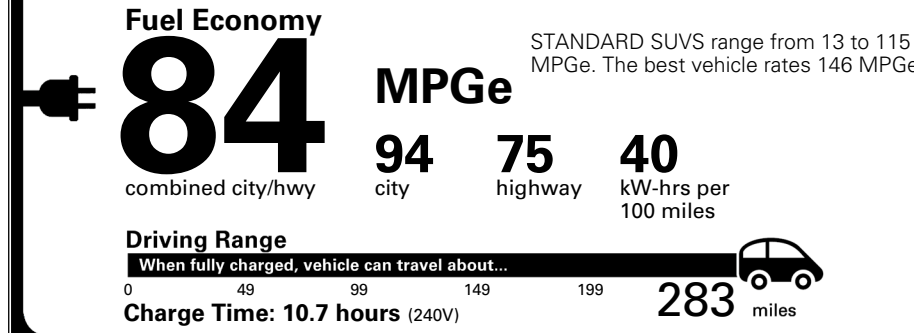 Fuel Economy
84
combined city/hwy
MPGe
STANDARD SUVS range from 13 to 115
MPGe. The best vehicle rates 146 MPGe
94
city
75
highway
40
kW-hrs per
100 miles
Driving Range
When fully charged, vehicle can travel about...
0 49 99 149 199 283 miles
Charge Time: 10.7 hours (240V)